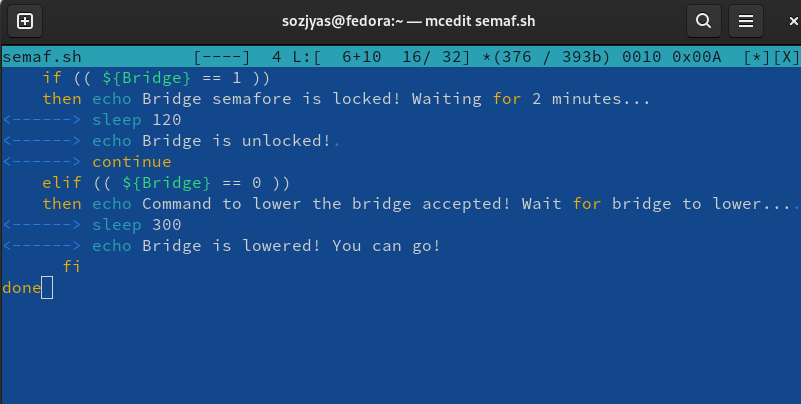 sozjyas@fedora:~ — mcedit semaf.sh
semaf.sh [----] 4 L:[ 6+10 16/ 32] *(376 / 393b) 0010 0x00A [*][X]
if (( ${Bridge} == 1 ))
then echo Bridge semafore is locked! Waiting for 2 minutes...
<------> sleep 120
<------> echo Bridge is unlocked!.
<------> continue
elif (( ${Bridge} == 0 ))
then echo Command to lower the bridge accepted! Wait for bridge to lower....
<------> sleep 300
<------> echo Bridge is lowered! You can go!
fi
done